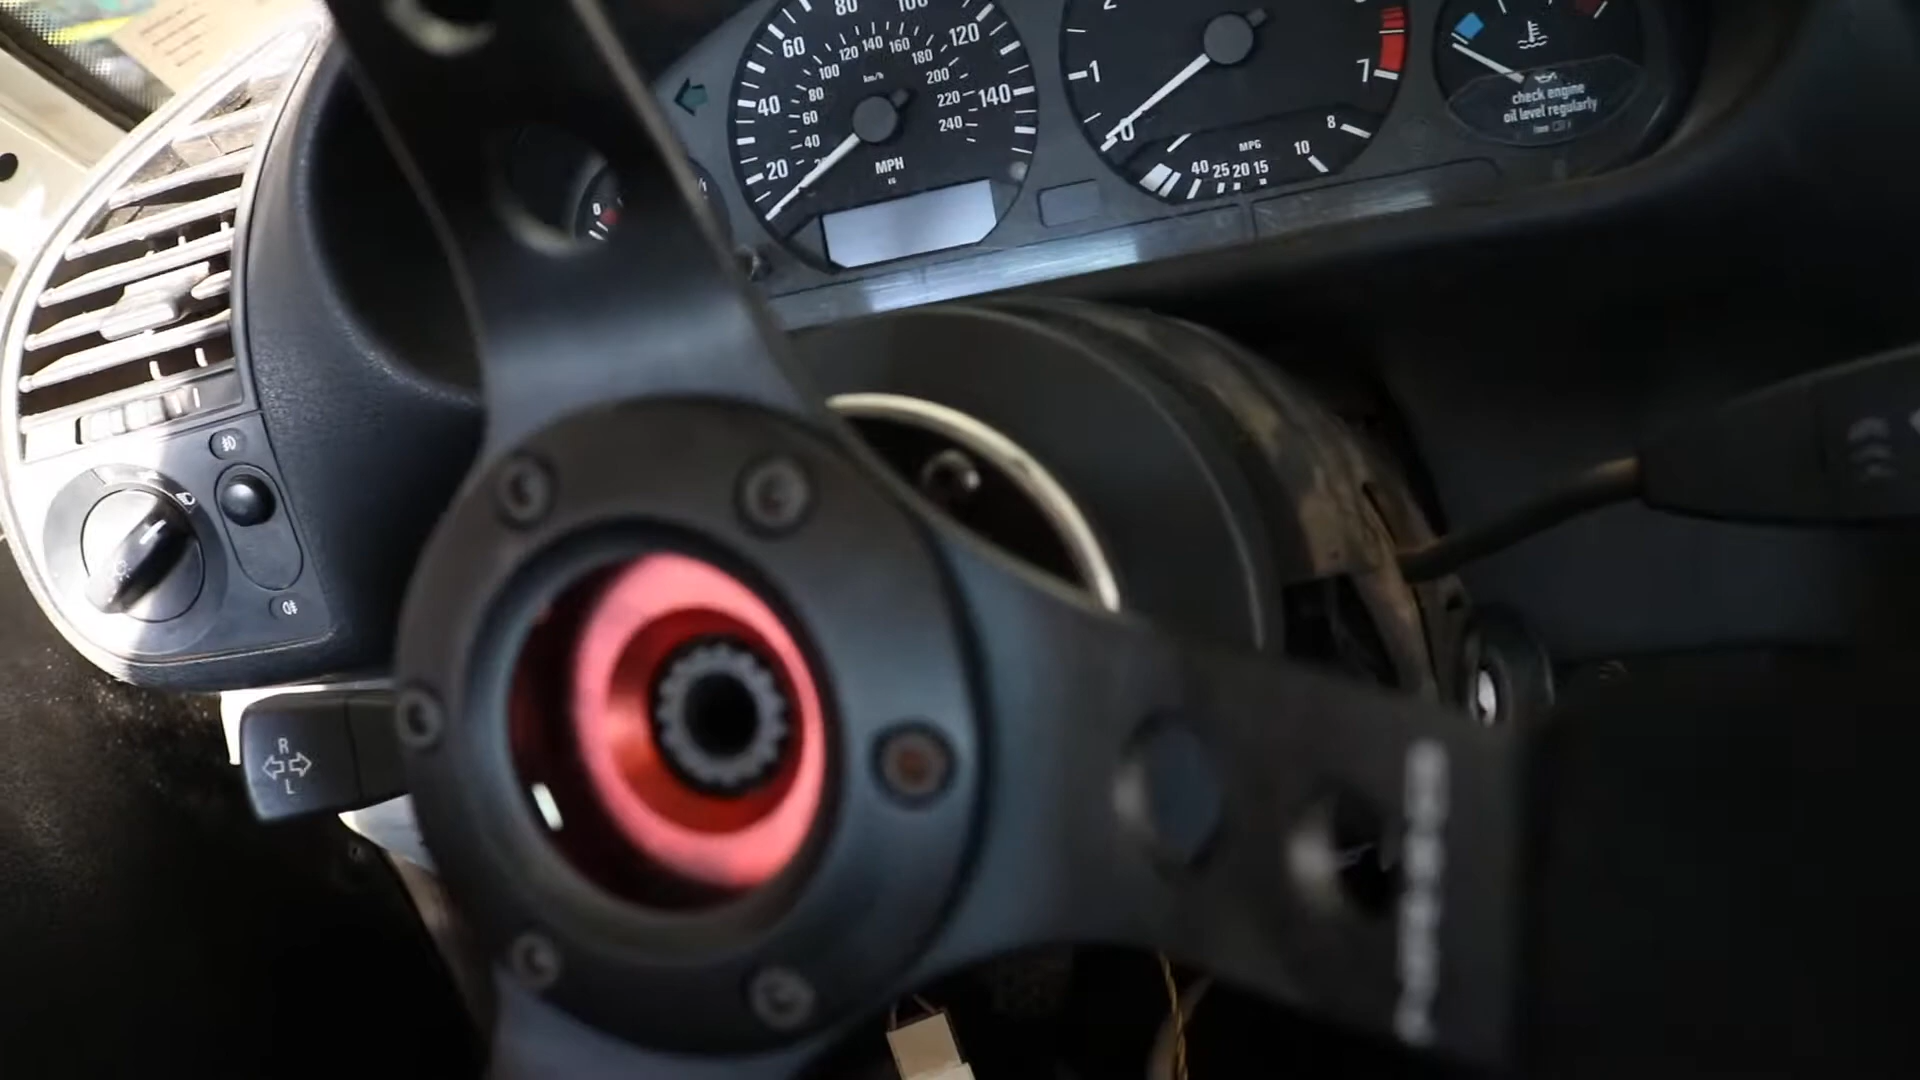 80 100
60 120
120 140 160
100 180
km/h
40 80 200 140
60 220
40 240
20
MPH
2
1 7
0
8
MPG
10
40 25 20 15
check engine
oil level regularly
0
R
L